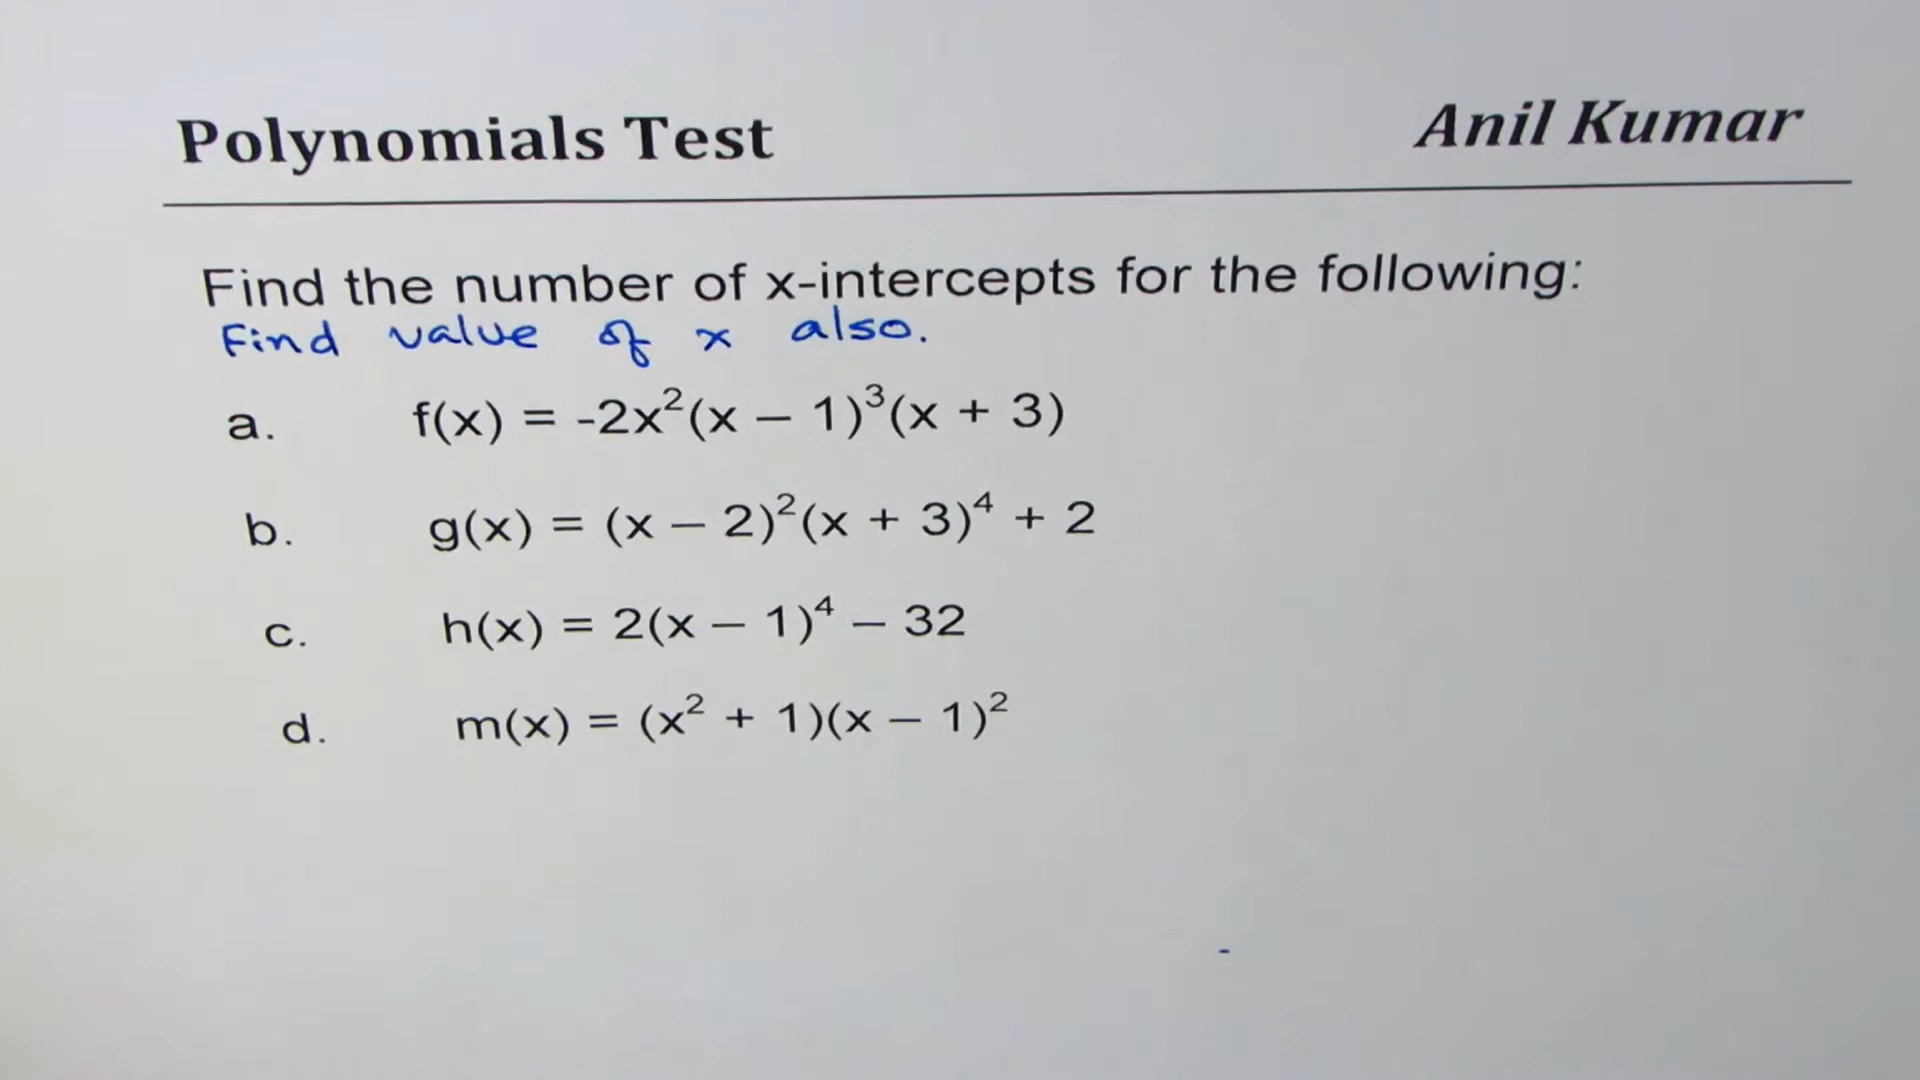 Polynomials Test
Anil Kumar
Find the number of x-intercepts for the following:
Find value of x also.
a. f(x) = -2x²(x – 1)³(x + 3)
b. g(x) = (x – 2)²(x + 3)⁴ + 2
c. h(x) = 2(x – 1)⁴ – 32
d. m(x) = (x² + 1)(x – 1)²